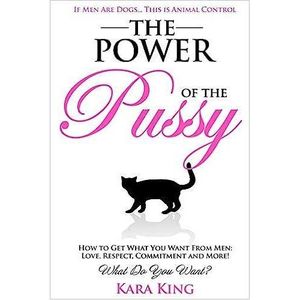 If Men Are Dogs... This is Animal Control
THE
POWER
OF THE
Pussy
How to Get What You Want From Men:
Love, Respect, Commitment and More!
What Do You Want?
Kara King